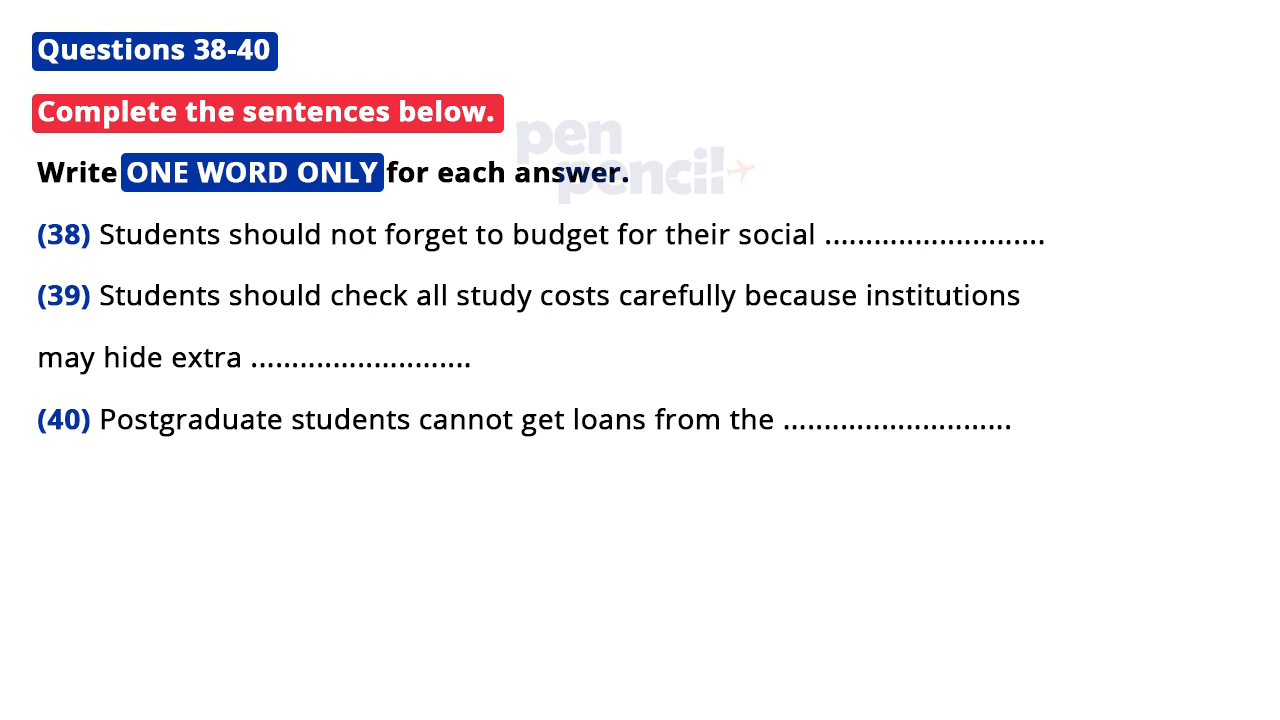 Questions 38-40
Complete the sentences below.
Write ONE WORD ONLY for each answer.
pen
pencil
(38) Students should not forget to budget for their social ...........................
(39) Students should check all study costs carefully because institutions
may hide extra ...........................
(40) Postgraduate students cannot get loans from the ............................